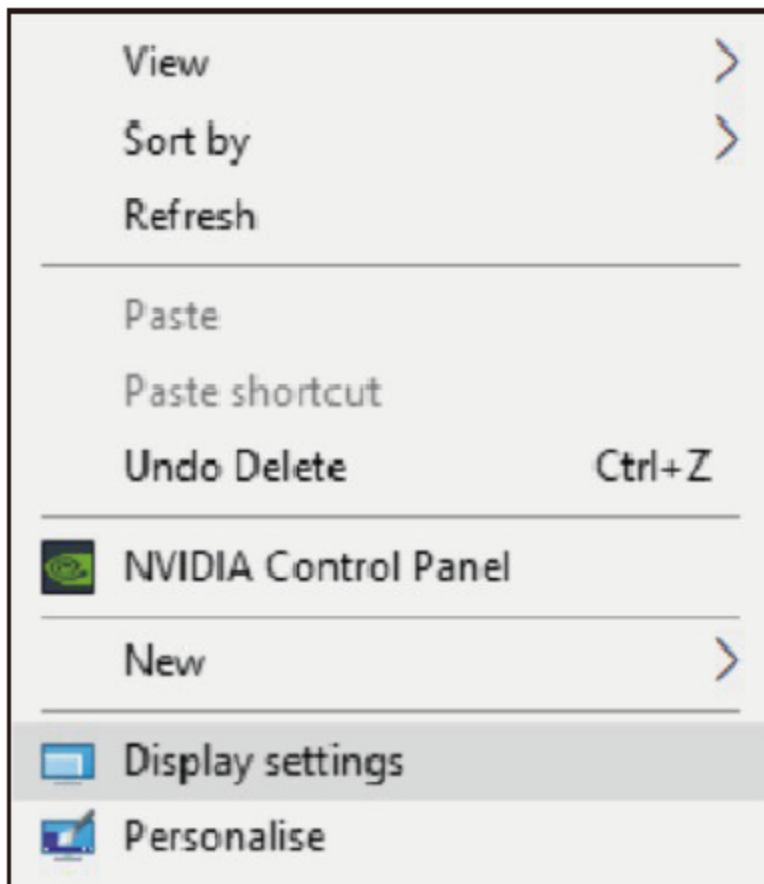 View
Sort by
Refresh
Paste
Paste shortcut
Undo Delete Ctrl+Z
NVIDIA Control Panel
New
Display settings
Personalise